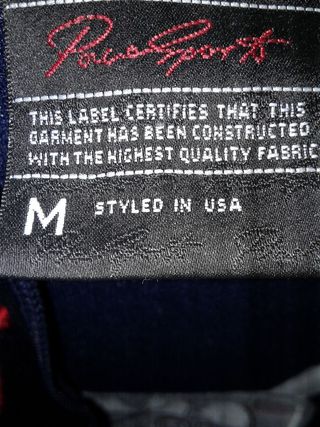 PowerSports
THIS LABEL CERTIFIES THAT THIS
GARMENT HAS BEEN CONSTRUCTED
WITH THE HIGHEST QUALITY FABRIC
M STYLED IN USA